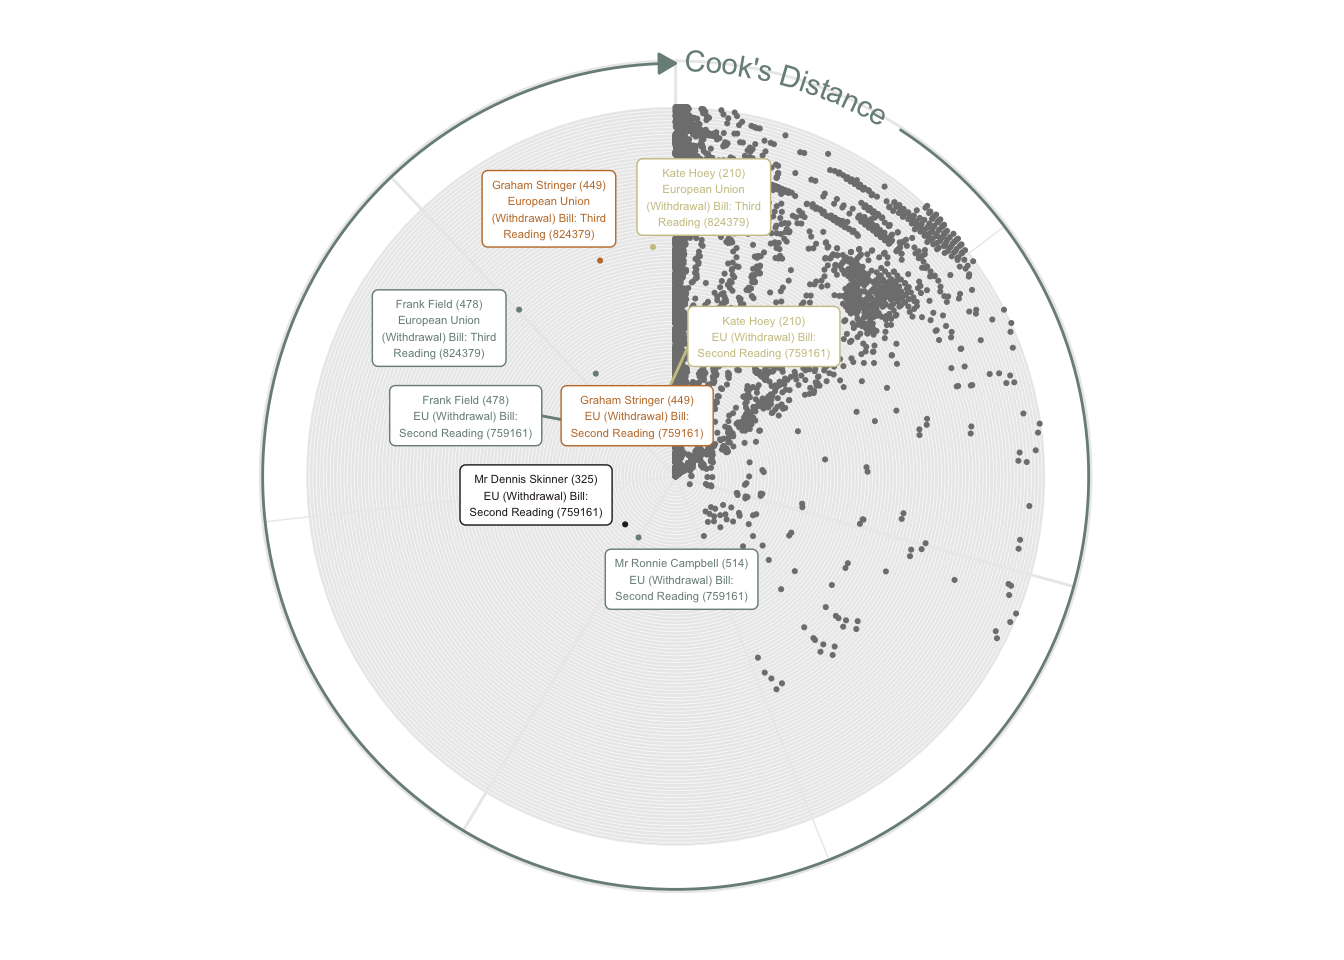 Cook's Distance
Kate Hoey (210)
European Union
(Withdrawal) Bill: Third
Reading (824379)
Graham Stringer (449)
European Union
(Withdrawal) Bill: Third
Reading (824379)
Frank Field (478)
European Union
(Withdrawal) Bill: Third
Reading (824379)
Kate Hoey (210)
EU (Withdrawal) Bill:
Second Reading (759161)
Frank Field (478)
EU (Withdrawal) Bill:
Second Reading (759161)
Graham Stringer (449)
EU (Withdrawal) Bill:
Second Reading (759161)
Mr Dennis Skinner (325)
EU (Withdrawal) Bill:
Second Reading (759161)
Mr Ronnie Campbell (514)
EU (Withdrawal) Bill:
Second Reading (759161)